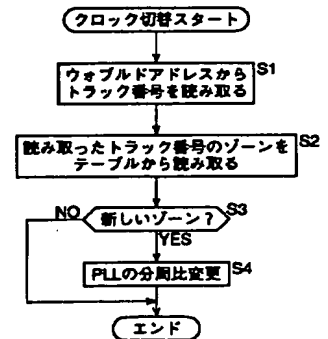 クロック切替スタート
ウォブルドアドレスから
トラック番号を読み取る
S1
読み取ったトラック番号のゾーンを
テーブルから読み取る
S2
新しいゾーン?
S3
NO
YES
PLLの分周比変更
S4
エンド